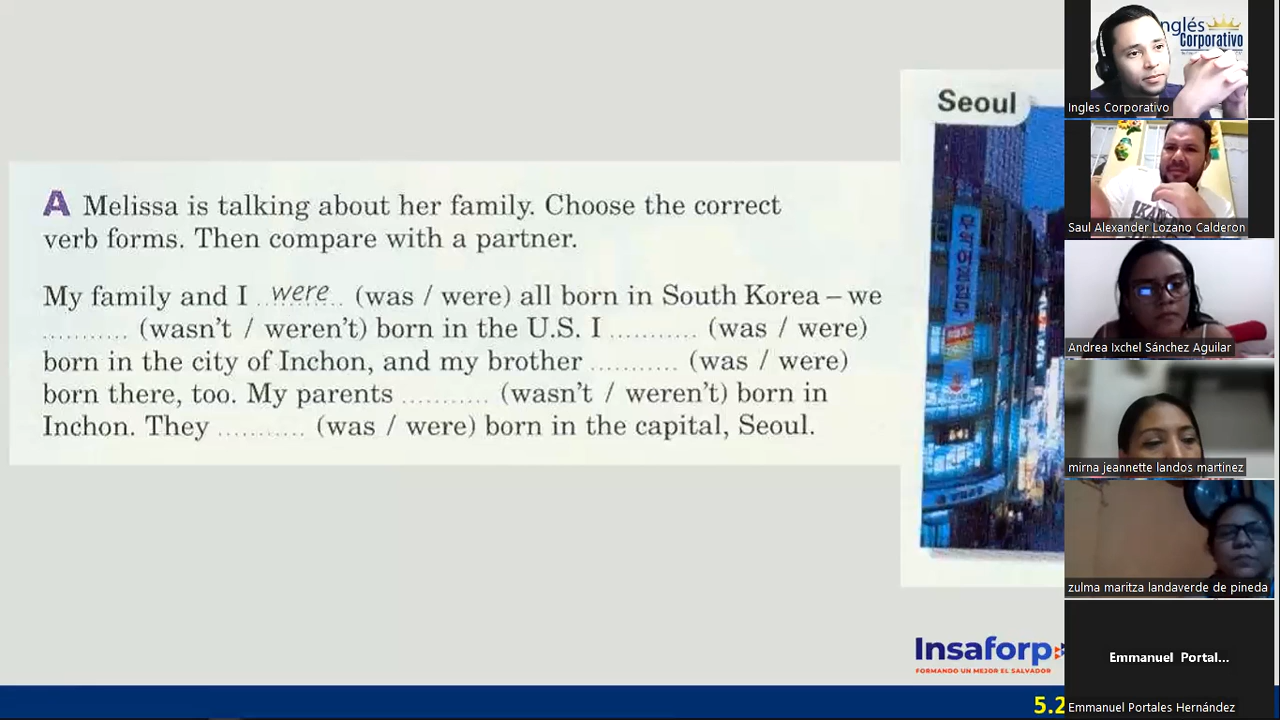 A Melissa is talking about her family. Choose the correct
verb forms. Then compare with a partner.
My family and I were (was / were) all born in South Korea – we
........... (wasn't / weren't) born in the U.S. I ........... (was / were)
born in the city of Inchon, and my brother ........... (was / were)
born there, too. My parents ........... (wasn't / weren't) born in
Inchon. They ........... (was / were) born in the capital, Seoul.
Seoul
Insaforp
FORMANDO UN MEJOR EL SALVADOR
5.2
Inglés
Corporativo
Ingles Corporativo
Saul Alexander Lozano Calderon
Andrea Ixchel Sánchez Aguilar
mirna jeannette landos martinez
zulma maritza landaverde de pineda
Emmanuel Portal...
Emmanuel Portales Hernández